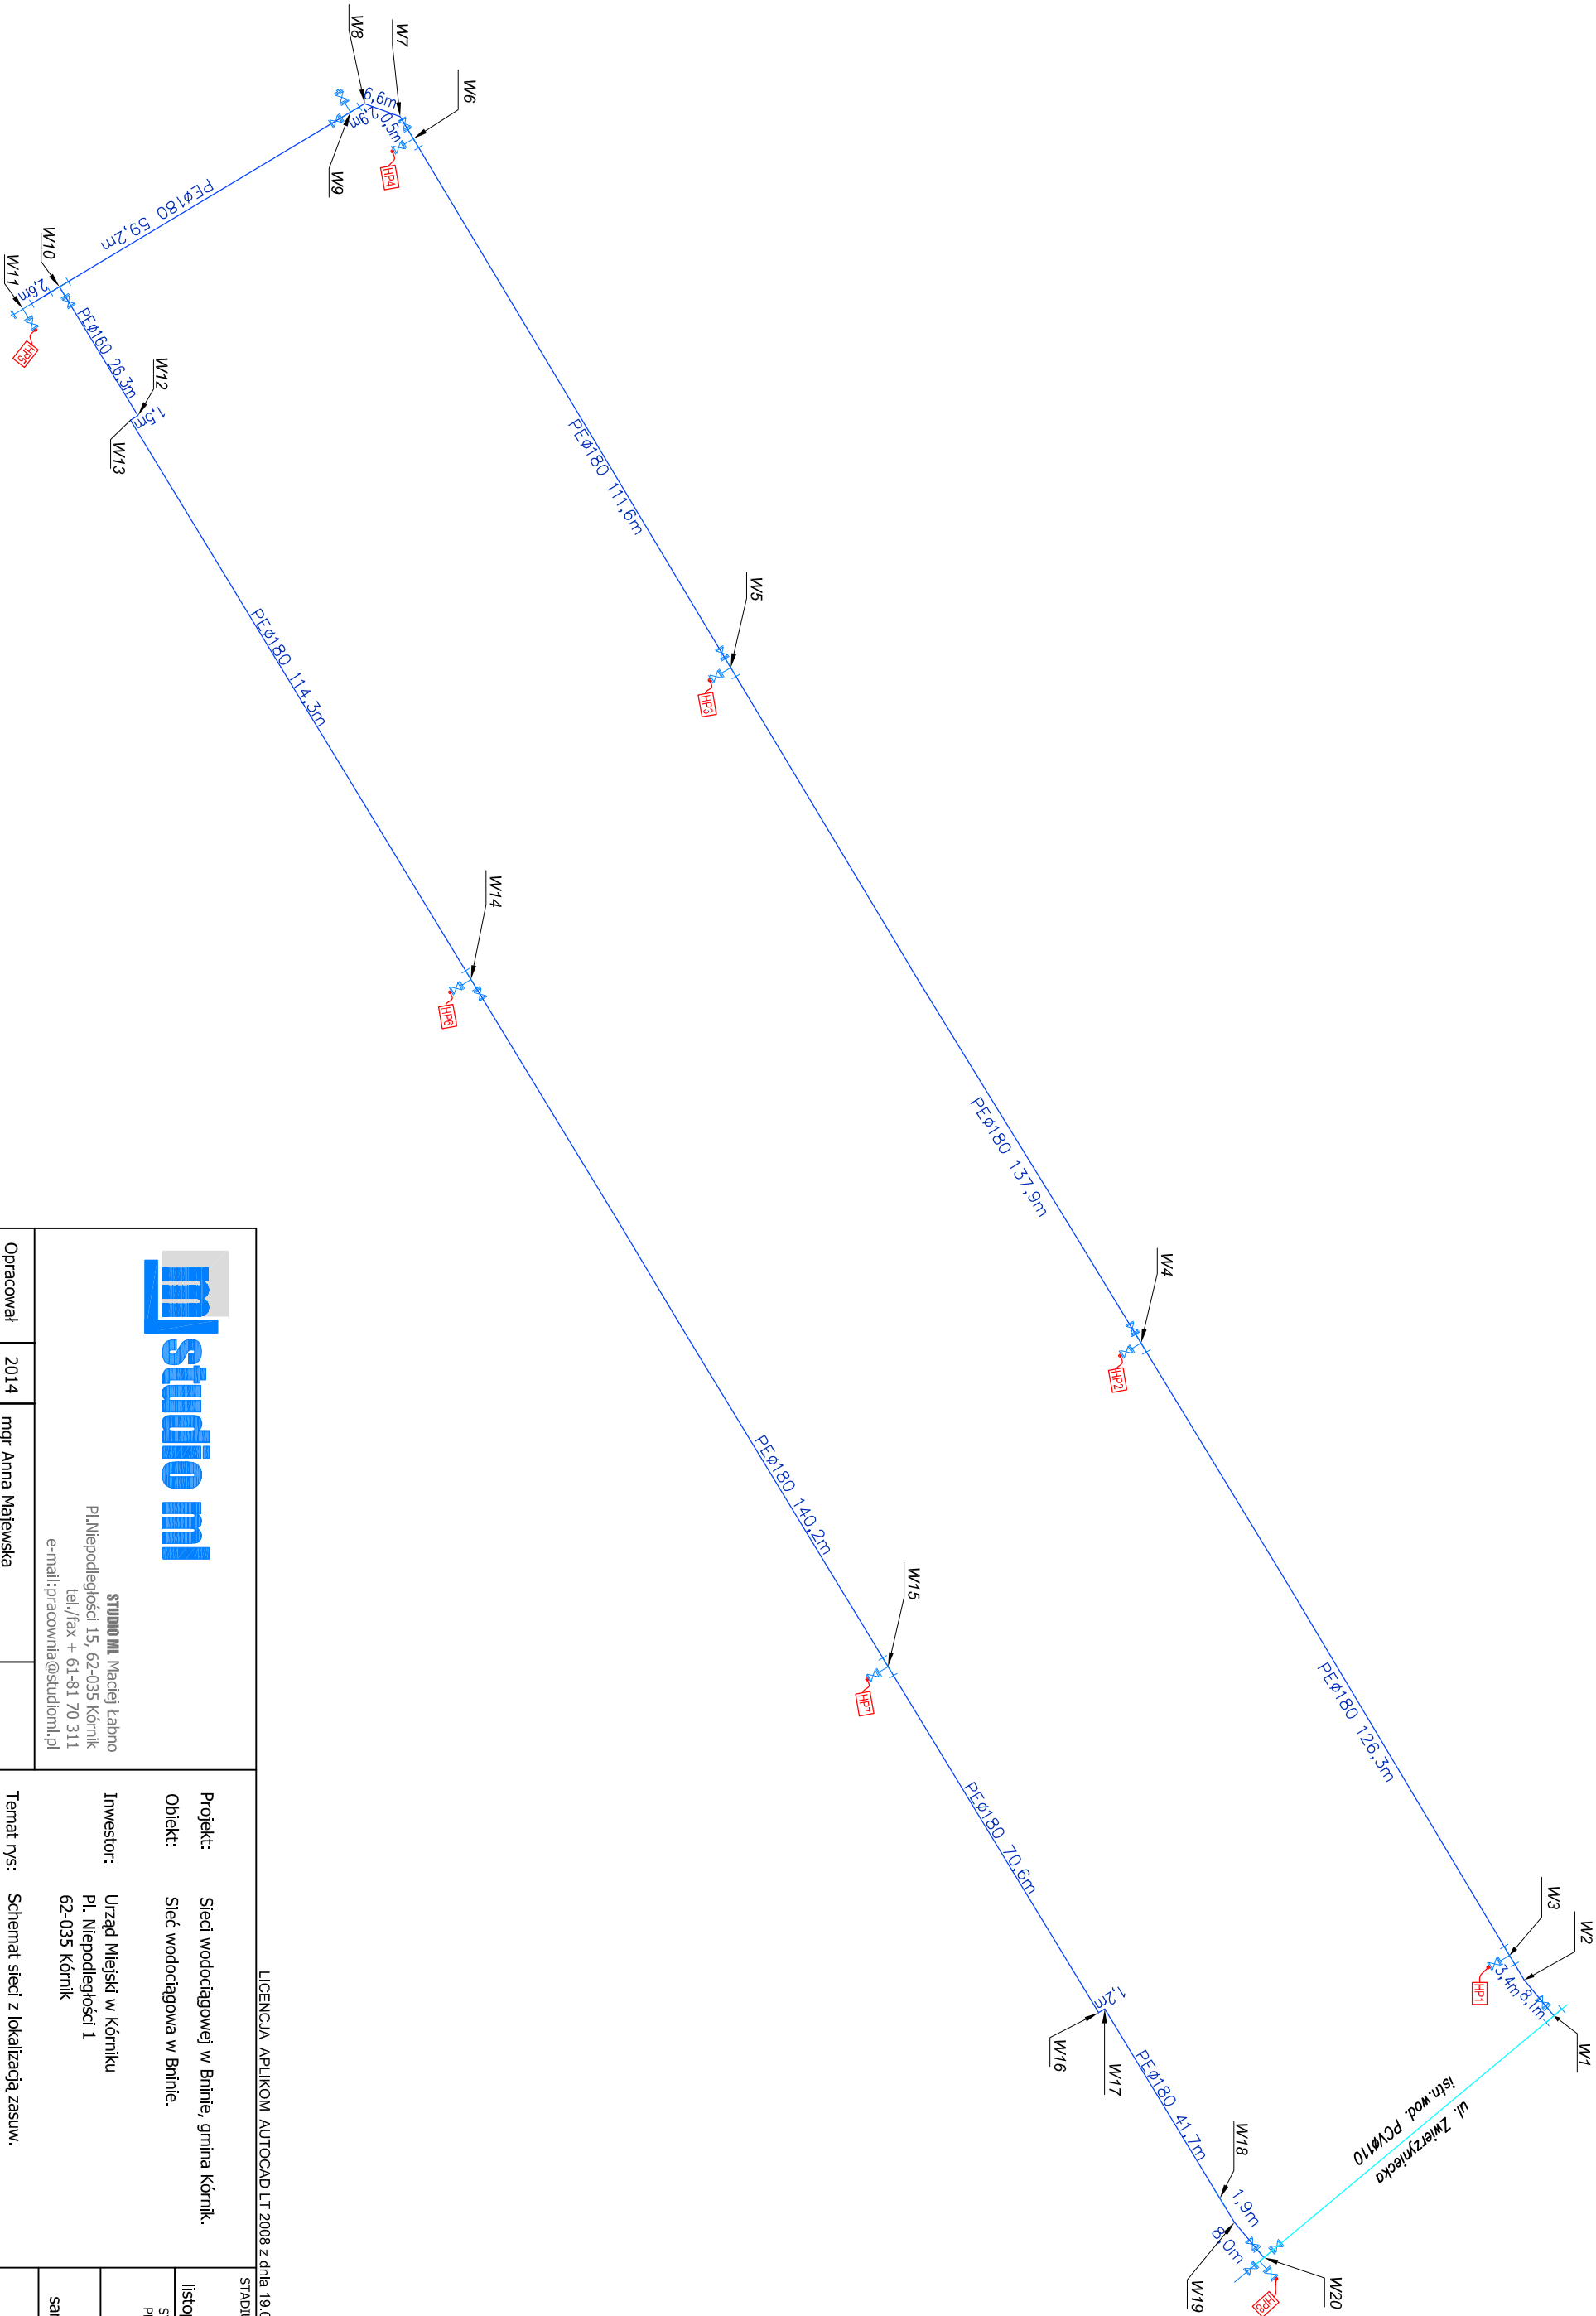 W1
W2
W3
8,1m
3,4m
HP1
ul. Zwierzyniecka
istn.wod. PCVø110
PEø180 126,3m
W4
HP2
PEø180 137,9m
W5
HP3
PEø180 111,6m
W6
HP4
W7
0,5m
6,6m
W8
W9
PEø180 59,2m
W10
2,6m
W11
HP5
PEø160 26,3m
W12
1,5m
W13
PEø180 114,3m
W14
HP6
PEø180 140,2m
W15
HP7
PEø180 70,6m
W16
1,2m
W17
PEø180 41,7m
W18
1,9m
W19
8,0m
W20
HP8
LICENCJA APLIKOM AUTOCAD LT 2008 z dnia 19.0
m studio ml
STUDIO ML Maciej Łabno
Pl.Niepodległości 15, 62-035 Kórnik
tel./fax + 61-81 70 311
e-mail:pracownia@studioml.pl
Projekt: Sieci wodociągowej w Bninie, gmina Kórnik.
Obiekt: Sieć wodociągowa w Bninie.
Inwestor: Urząd Miejski w Kórniku
Pl. Niepodległości 1
62-035 Kórnik
Temat rys: Schemat sieci z lokalizacją zasuw.
Opracował 2014 mgr Anna Majewska